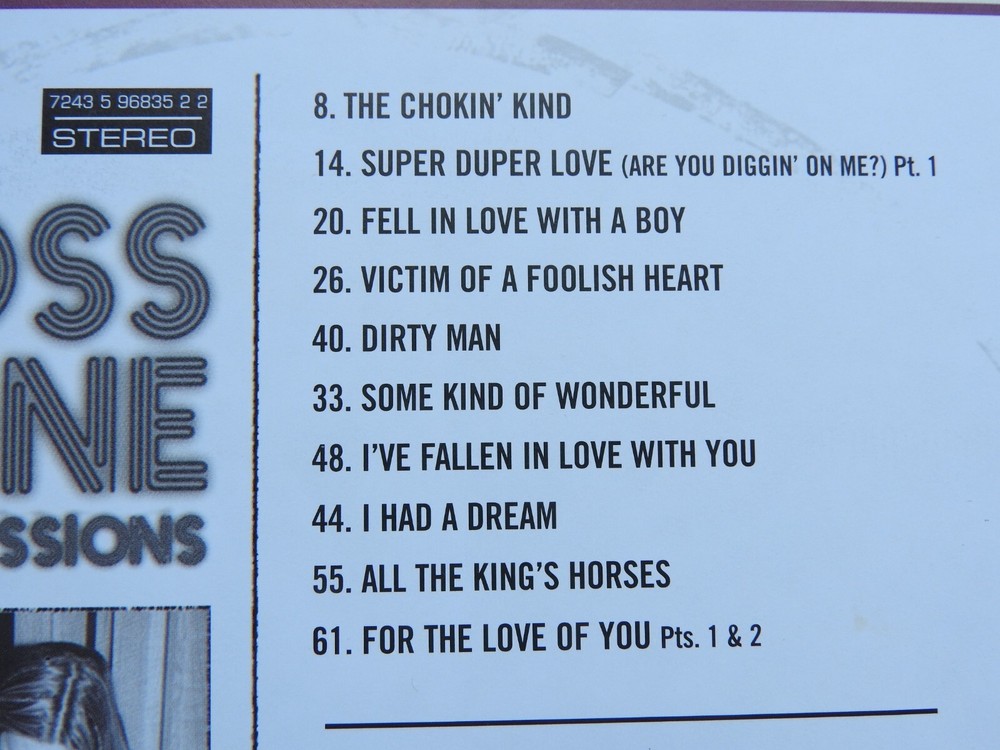 7243 5 96835 2 2
STEREO
OSS
NE
SSIONS
8. THE CHOKIN' KIND
14. SUPER DUPER LOVE (ARE YOU DIGGIN' ON ME?) Pt. 1
20. FELL IN LOVE WITH A BOY
26. VICTIM OF A FOOLISH HEART
40. DIRTY MAN
33. SOME KIND OF WONDERFUL
48. I'VE FALLEN IN LOVE WITH YOU
44. I HAD A DREAM
55. ALL THE KING'S HORSES
61. FOR THE LOVE OF YOU Pts. 1 & 2